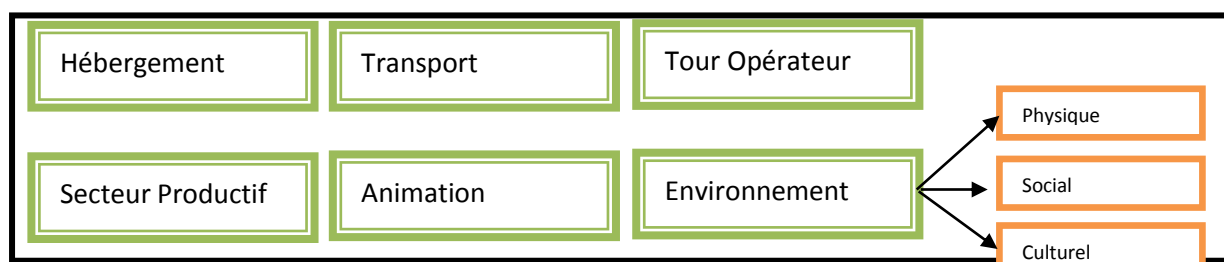 Hébergement
Transport
Tour Opérateur
Physique
Secteur Productif
Animation
Environnement
Social
Culturel